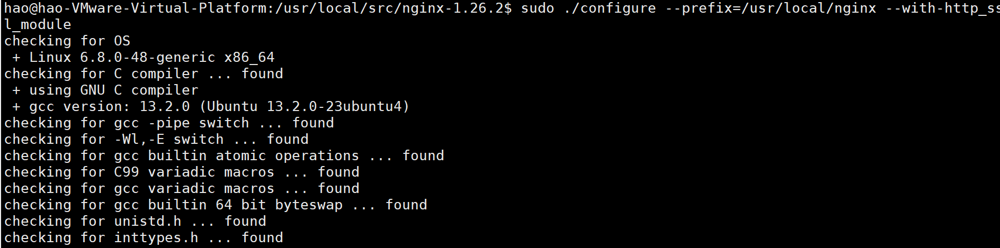 hao@hao-VMware-Virtual-Platform:/usr/local/src/nginx-1.26.2$ sudo ./configure --prefix=/usr/local/nginx --with-http_ss
l_module
checking for OS
 + Linux 6.8.0-48-generic x86_64
checking for C compiler ... found
 + using GNU C compiler
 + gcc version: 13.2.0 (Ubuntu 13.2.0-23ubuntu4)
checking for gcc -pipe switch ... found
checking for -Wl,-E switch ... found
checking for gcc builtin atomic operations ... found
checking for C99 variadic macros ... found
checking for gcc variadic macros ... found
checking for gcc builtin 64 bit byteswap ... found
checking for unistd.h ... found
checking for inttypes.h ... found